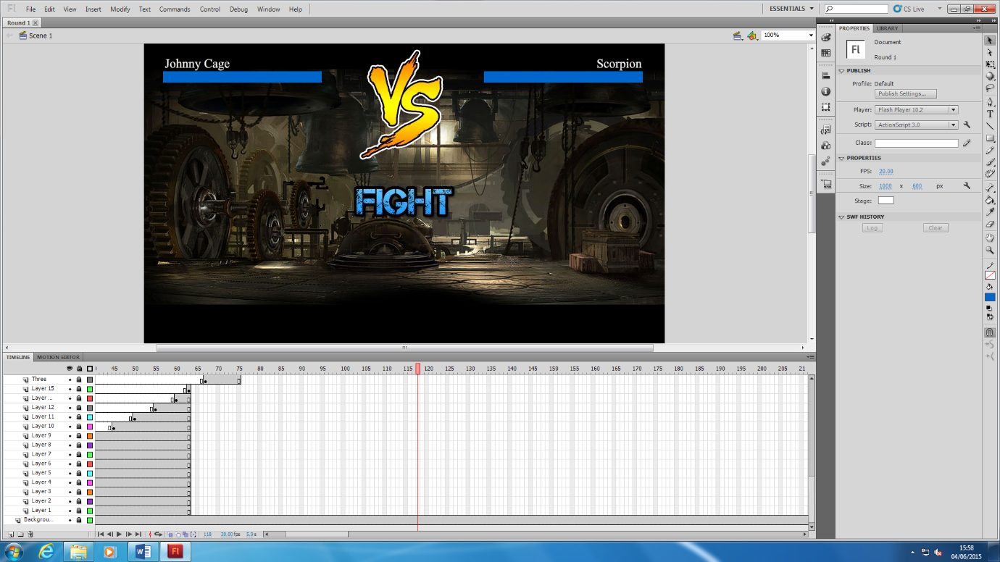 Fl File Edit View Insert Modify Text Commands Control Debug Window Help ESSENTIALS CS Live
Round 1
Scene 1 100%
Johnny Cage
Scorpion
VS
FIGHT
PROPERTIES LIBRARY
Fl
Document
Round 1
PUBLISH
Profile: Default
Publish Settings...
Player: Flash Player 10.2
Script: ActionScript 3.0
Class:
PROPERTIES
FPS: 20.00
Size: 1000 x 600 px
Stage:
SWF HISTORY
Log Clear
TIMELINE MOTION EDITOR
45 50 55 60 65 70 75 80 85 90 95 100 105 110 115 120 125 130 135 140 145 150 155 160 165 170 175 180 185 190 195 200 205 21
Three
Layer 15
Layer ...
Layer 12
Layer 11
Layer 10
Layer 9
Layer 8
Layer 7
Layer 6
Layer 5
Layer 4
Layer 3
Layer 2
Layer 1
Backgrou...
118 20.00fps 5.9s
W Fl
15:58
04/06/2015